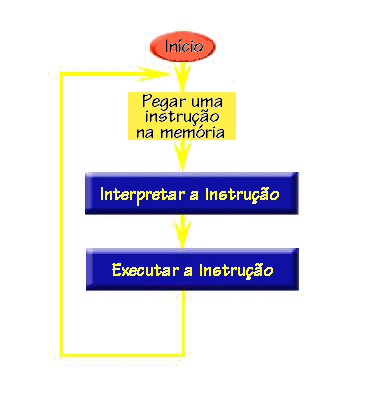 Início
Pegar uma
instrução
na memória
Interpretar a Instrução
Executar a Instrução